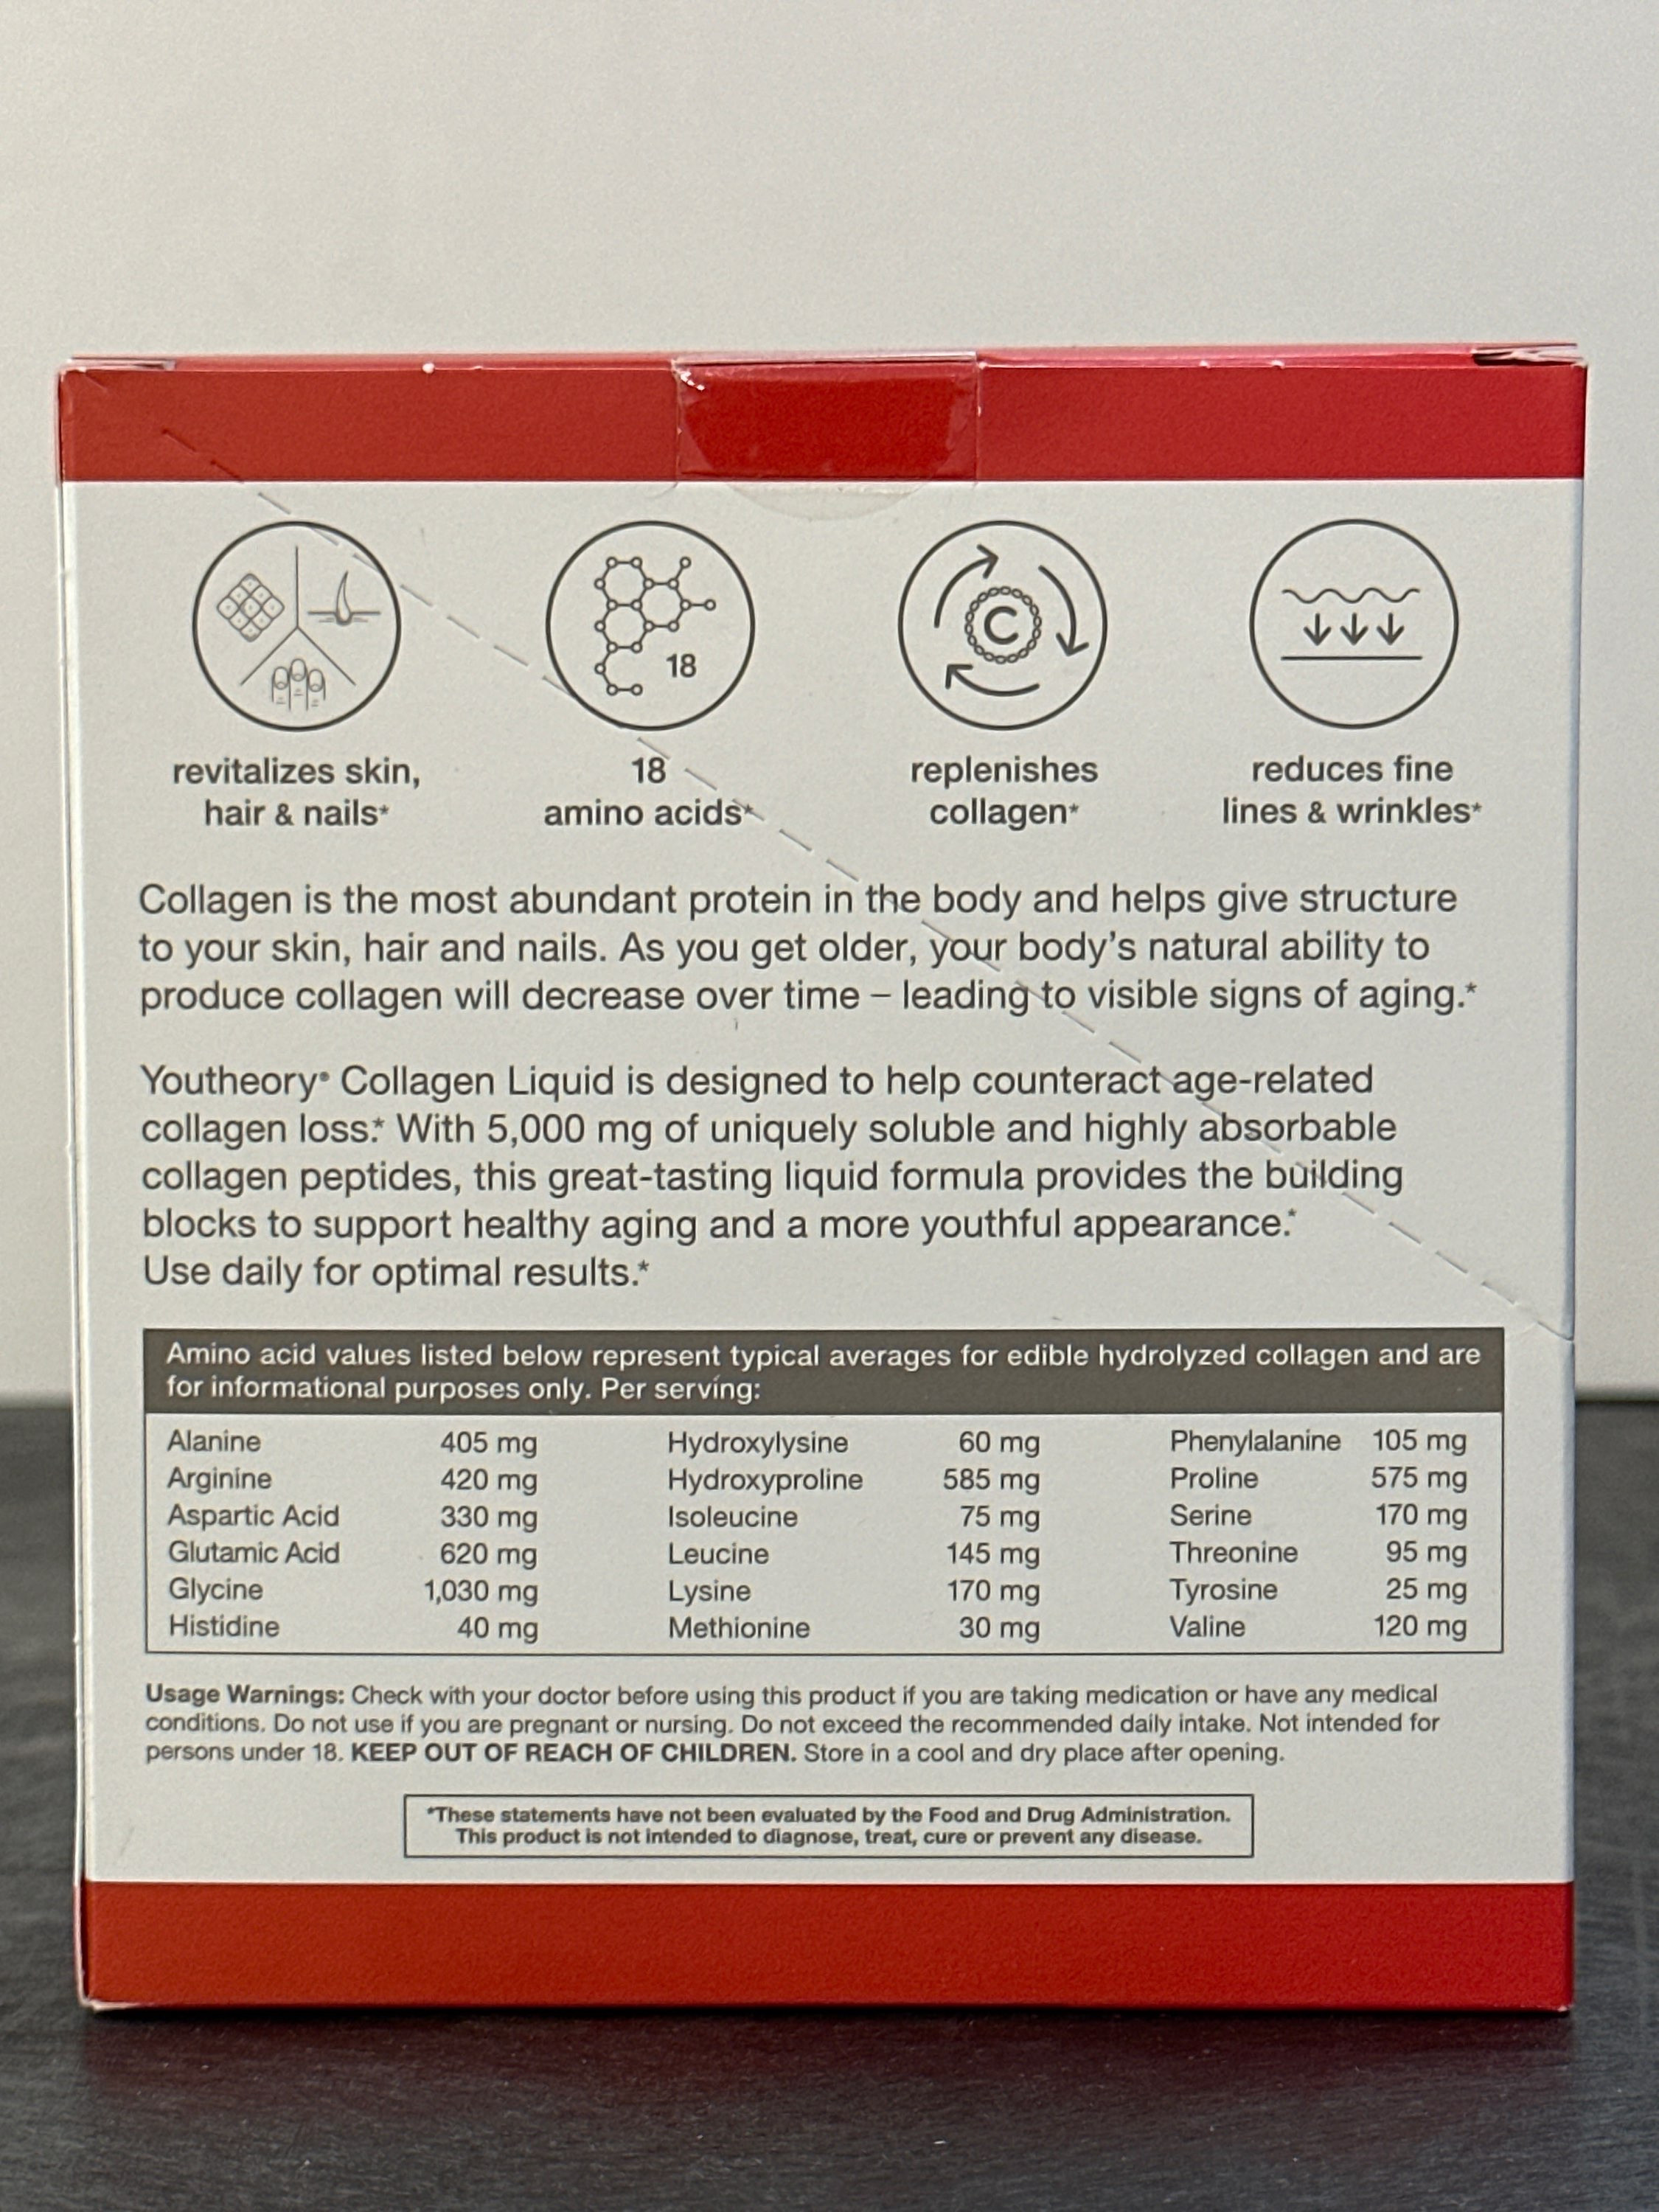 18
C
revitalizes skin,
hair & nails*
18
amino acids*
replenishes
collagen*
reduces fine
lines & wrinkles*
Collagen is the most abundant protein in the body and helps give structure
to your skin, hair and nails. As you get older, your body's natural ability to
produce collagen will decrease over time – leading to visible signs of aging.*
Youtheory® Collagen Liquid is designed to help counteract age-related
collagen loss.* With 5,000 mg of uniquely soluble and highly absorbable
collagen peptides, this great-tasting liquid formula provides the building
blocks to support healthy aging and a more youthful appearance.*
Use daily for optimal results.*
Amino acid values listed below represent typical averages for edible hydrolyzed collagen and are
for informational purposes only. Per serving:
Alanine 405 mg Hydroxylysine 60 mg Phenylalanine 105 mg
Arginine 420 mg Hydroxyproline 585 mg Proline 575 mg
Aspartic Acid 330 mg Isoleucine 75 mg Serine 170 mg
Glutamic Acid 620 mg Leucine 145 mg Threonine 95 mg
Glycine 1,030 mg Lysine 170 mg Tyrosine 25 mg
Histidine 40 mg Methionine 30 mg Valine 120 mg
Usage Warnings: Check with your doctor before using this product if you are taking medication or have any medical
conditions. Do not use if you are pregnant or nursing. Do not exceed the recommended daily intake. Not intended for
persons under 18. KEEP OUT OF REACH OF CHILDREN. Store in a cool and dry place after opening.
*These statements have not been evaluated by the Food and Drug Administration.
This product is not intended to diagnose, treat, cure or prevent any disease.